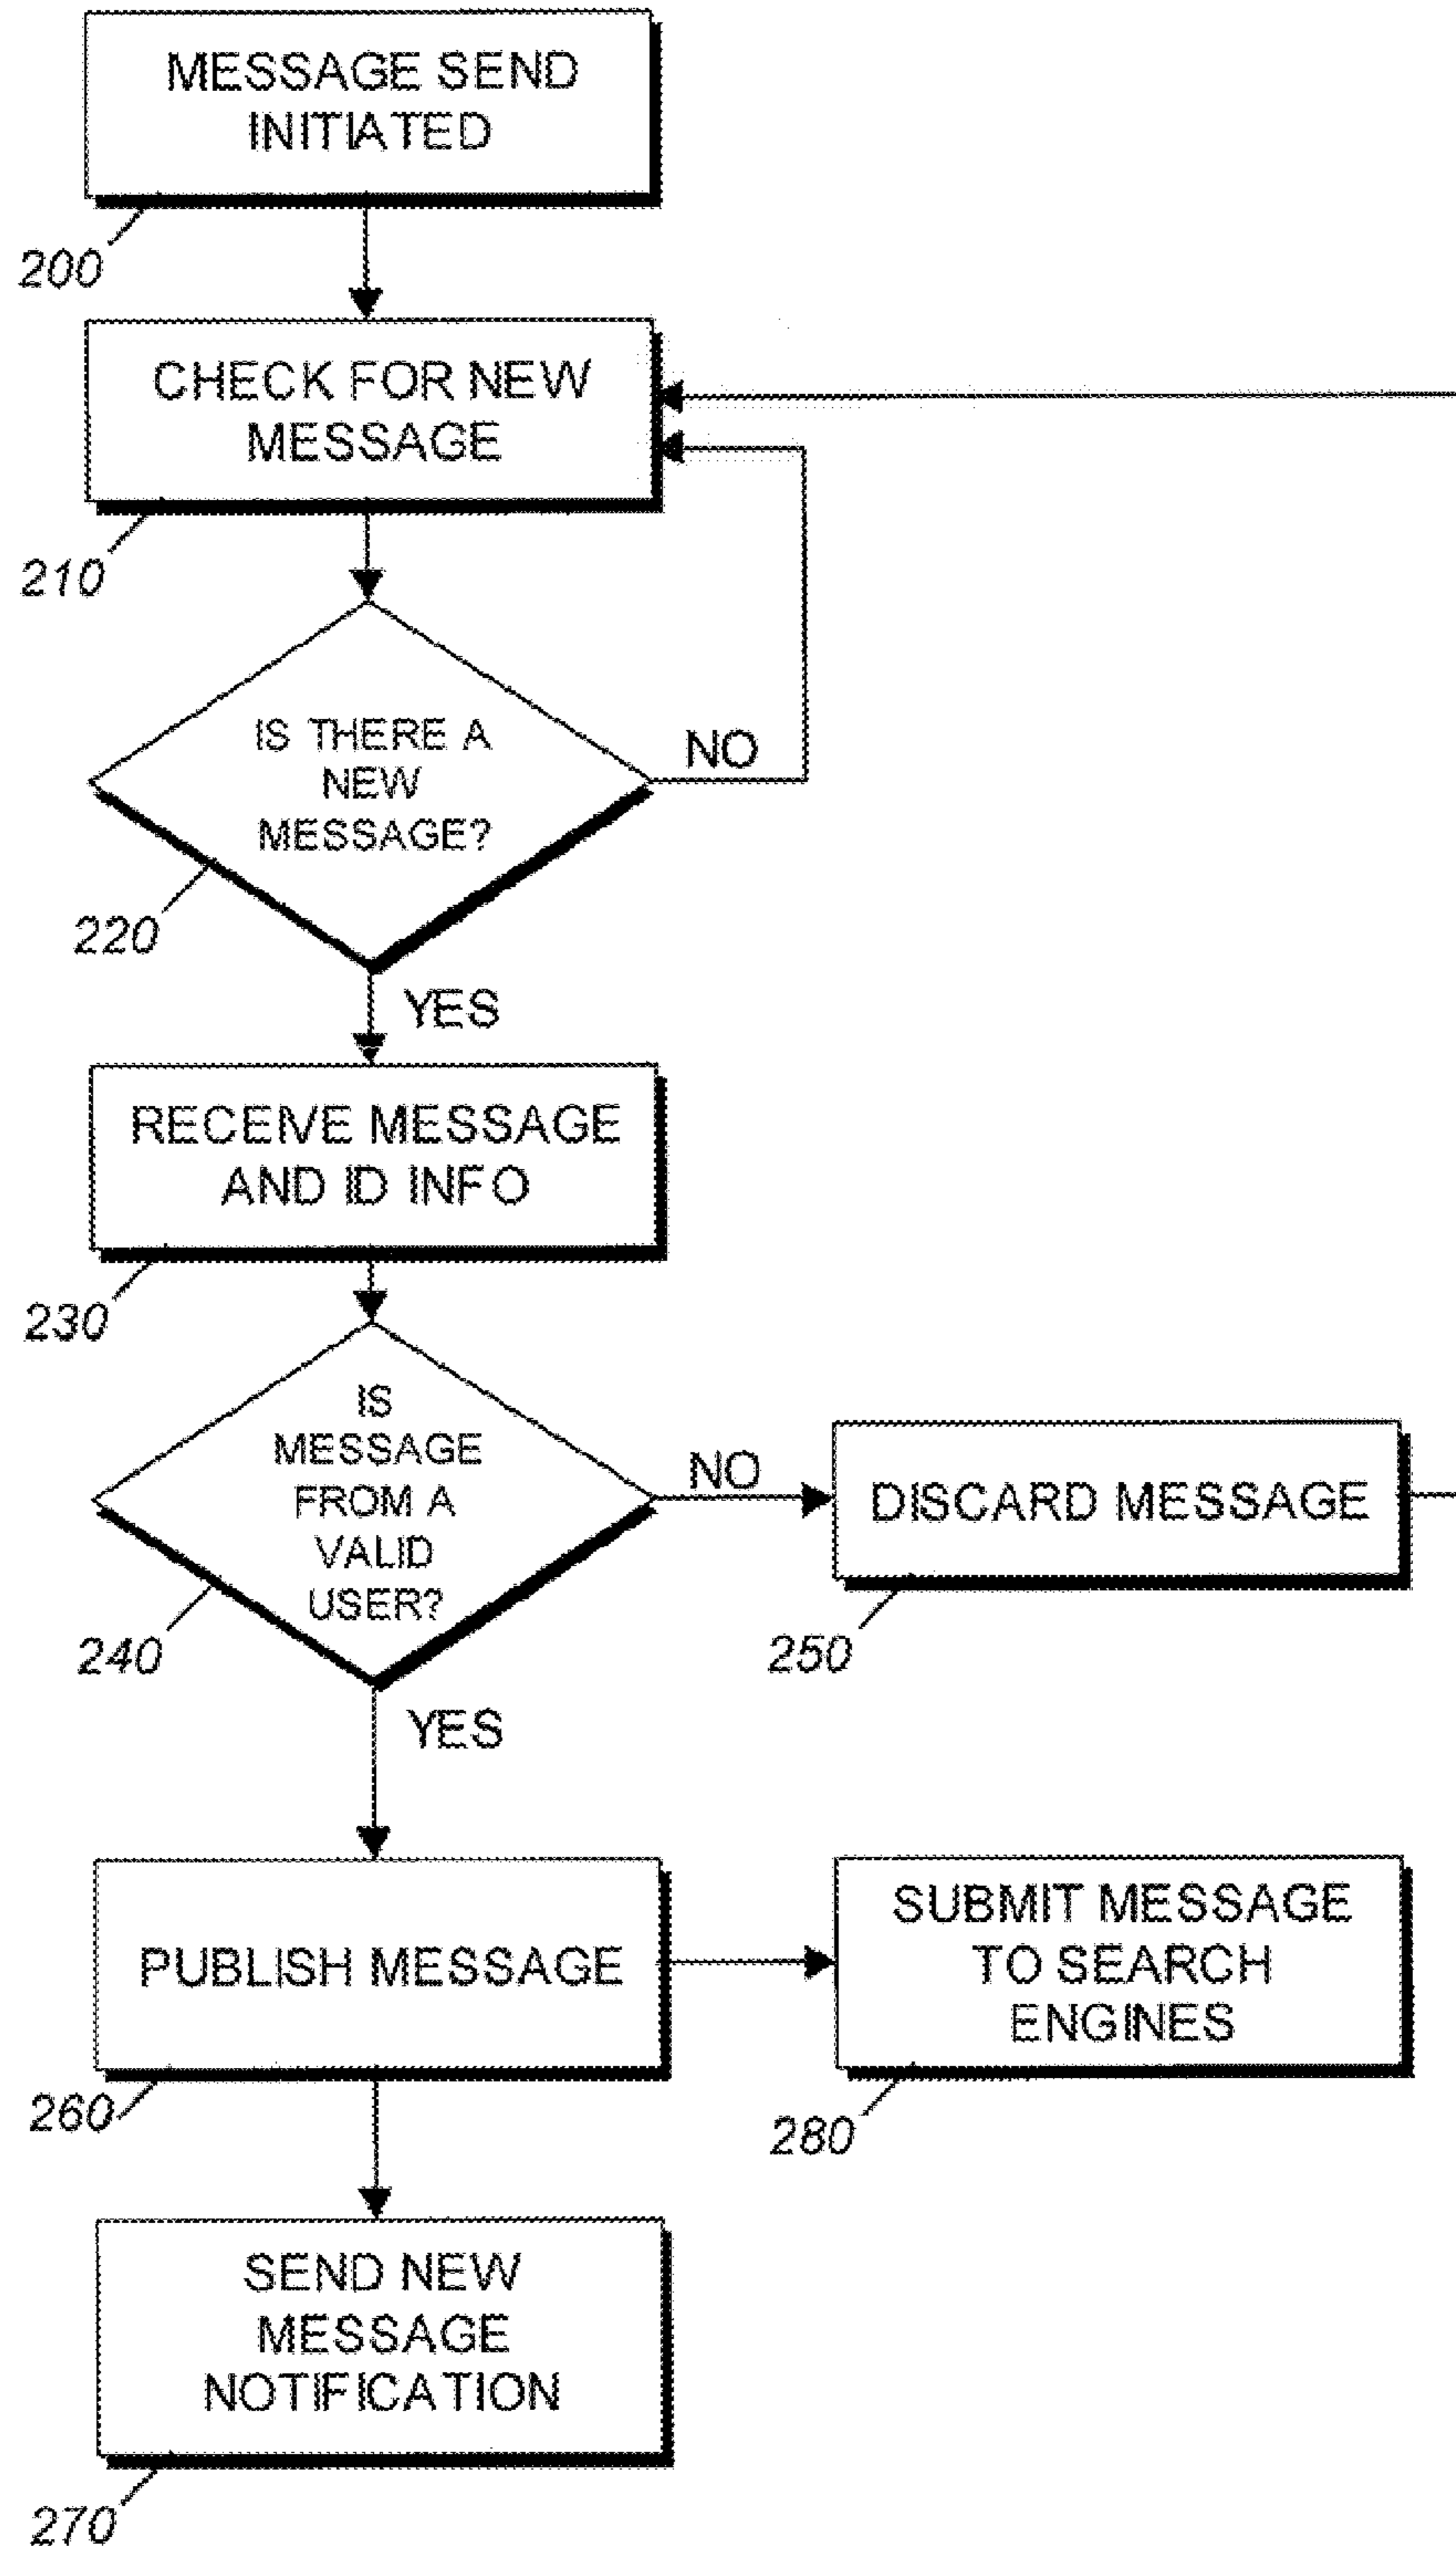 MESSAGE SEND
INITIATED
200
CHECK FOR NEW
MESSAGE
210
IS THERE A
NEW
MESSAGE?
NO
220
YES
RECEIVE MESSAGE
AND ID INFO
230
IS
MESSAGE
FROM A
VALID
USER?
NO
DISCARD MESSAGE
240
250
YES
PUBLISH MESSAGE
SUBMIT MESSAGE
TO SEARCH
ENGINES
260
280
SEND NEW
MESSAGE
NOTIFICATION
270